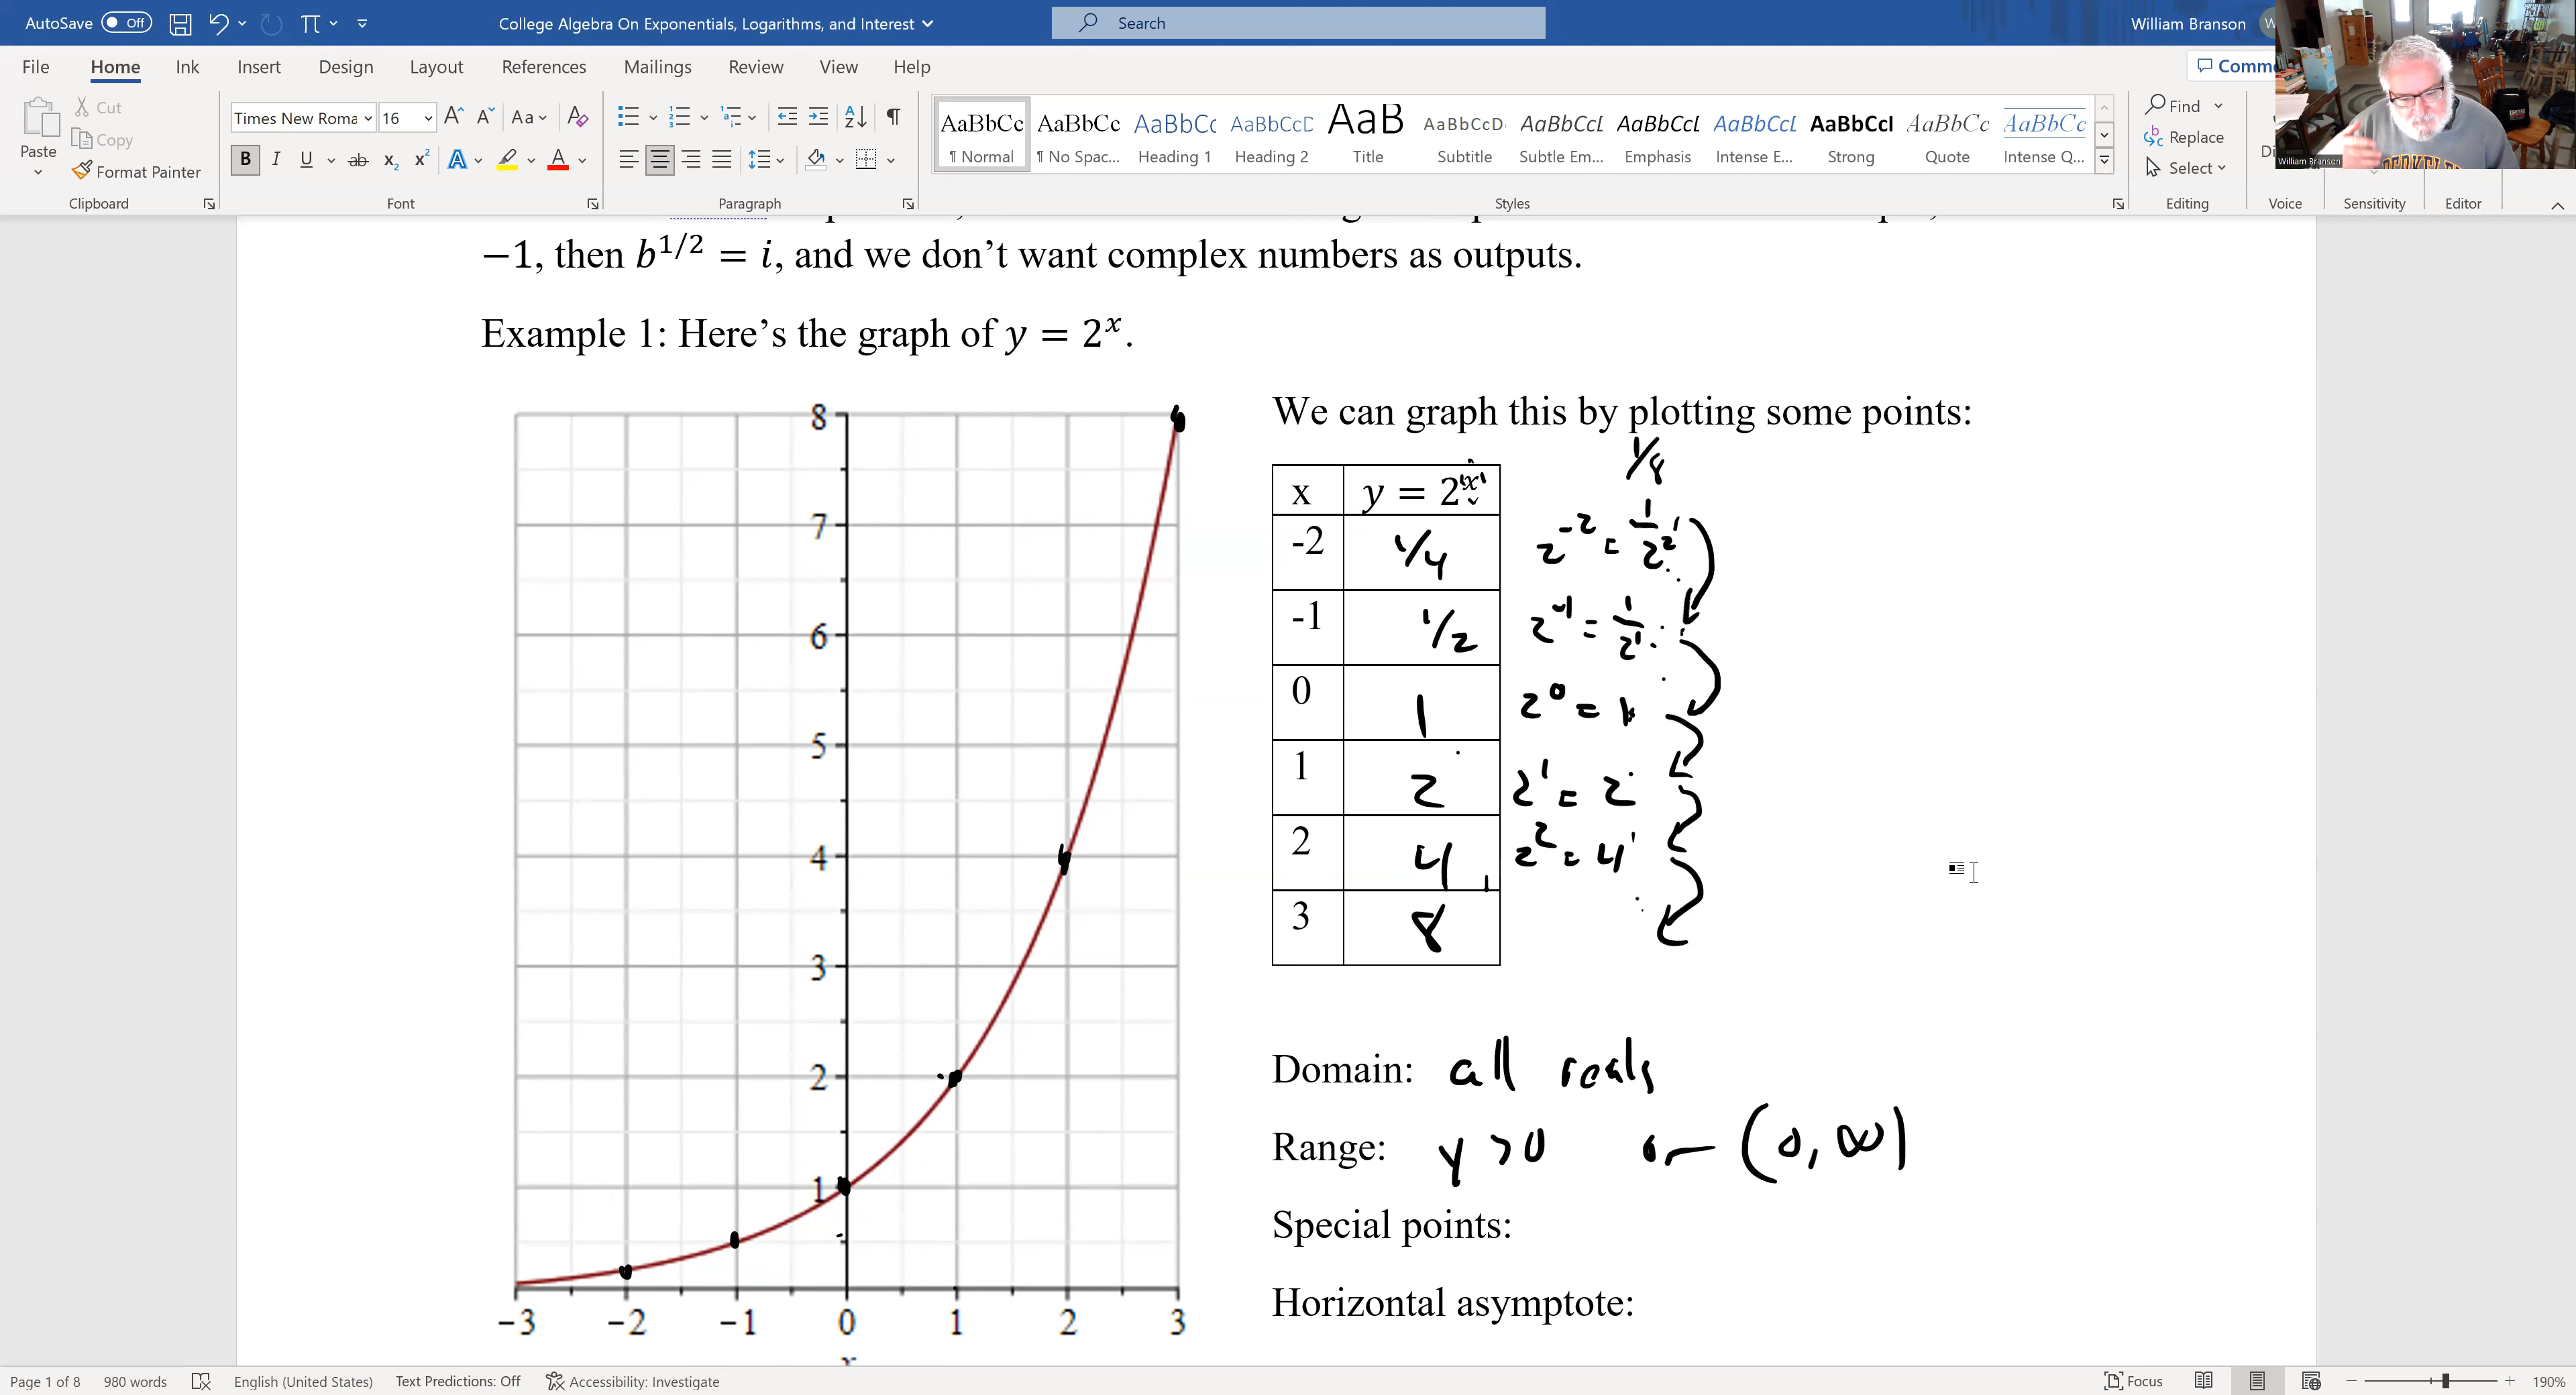 AutoSave Off College Algebra On Exponentials, Logarithms, and Interest Search William Branson
File Home Ink Insert Design Layout References Mailings Review View Help
Paste Cut Copy Format Painter
Times New Roma 16 Aa
B I U ab x₂ x² A A
AaBbCc AaBbCc AaBbCc AaBbCcD AaB AaBbCcD AaBbCcL AaBbCcL AaBbCcL AaBbCcI AaBbCc AaBbCc
¶ Normal ¶ No Spac... Heading 1 Heading 2 Title Subtitle Subtle Em... Emphasis Intense E... Strong Quote Intense Q...
Find
Replace
Select
William Branson
Clipboard Font Paragraph Styles Editing Voice Sensitivity Editor
−1, then b^{1/2} = i, and we don’t want complex numbers as outputs.
Example 1: Here’s the graph of y = 2^x.
8
7
6
5
4
3
2
1
−3 −2 −1 0 1 2 3
We can graph this by plotting some points:
1/8
x y = 2^x
-2 1/4 2^{-2} = 1/2^2
-1 1/2 2^{-1} = 1/2^1
0 1 2^0 = 1
1 2 2^1 = 2
2 4 2^2 = 4
3 8
Domain: all reals
Range: y > 0 or (0, ∞)
Special points:
Horizontal asymptote:
Page 1 of 8 980 words English (United States) Text Predictions: Off Accessibility: Investigate Focus 190%